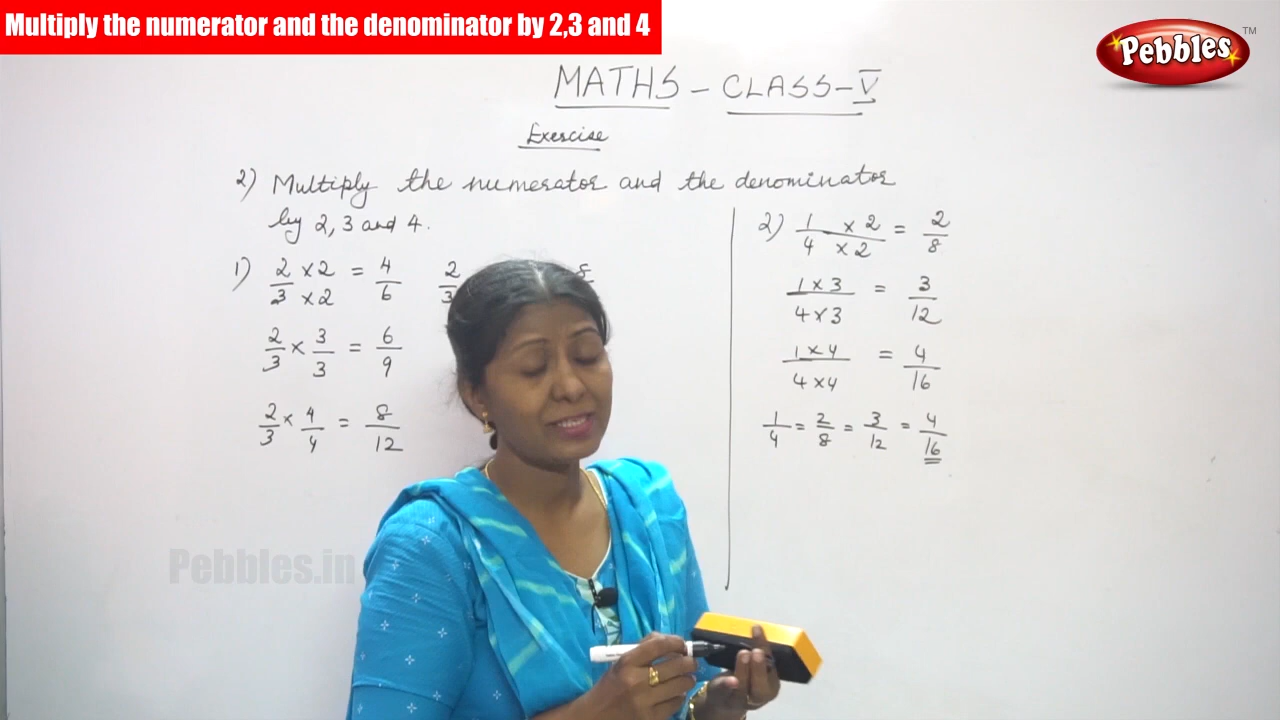 Multiply the numerator and the denominator by 2,3 and 4
Pebbles TM
MATHS - CLASS - V
Exercise
2) Multiply the numerator and the denominator
by 2, 3 and 4.
1) 2/3 ×2/×2 = 4/6 2/3 8
2/3 × 3/3 = 6/9
2/3 × 4/4 = 8/12
2) 1 × 2/4 × 2 = 2/8
1 × 3/4 × 3 = 3/12
1 × 4/4 × 4 = 4/16
1/4 = 2/8 = 3/12 = 4/16
Pebbles.in